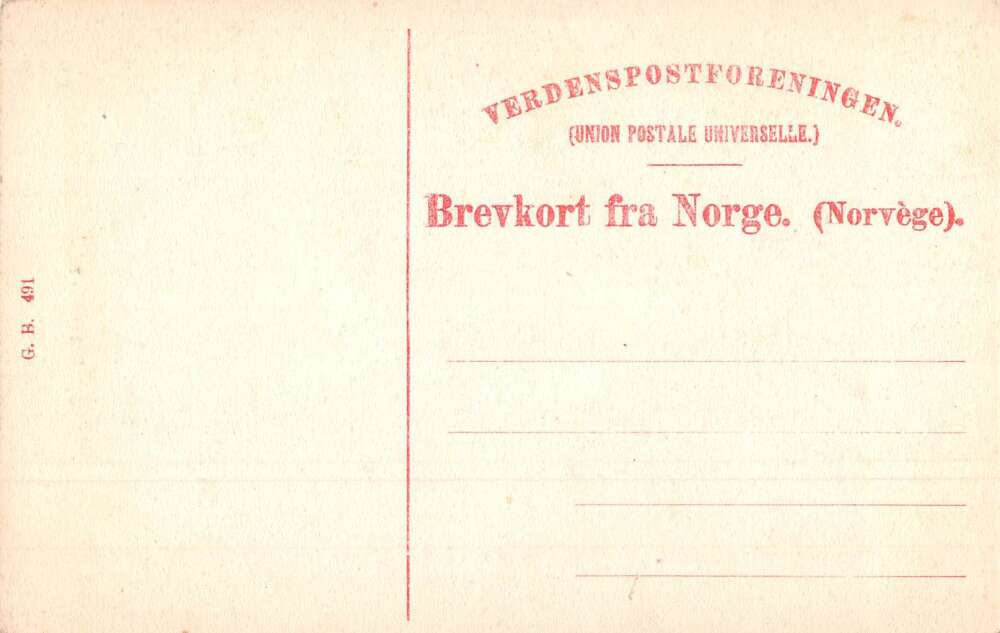 VERDENSPOSTFORENINGEN.
(UNION POSTALE UNIVERSELLE.)
Brevkort fra Norge. (Norvège).
G. B. 491